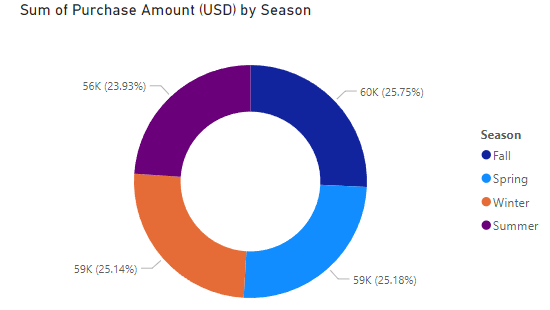 Sum of Purchase Amount (USD) by Season
56K (23.93%)
60K (25.75%)
59K (25.14%)
59K (25.18%)
Season
Fall
Spring
Winter
Summer